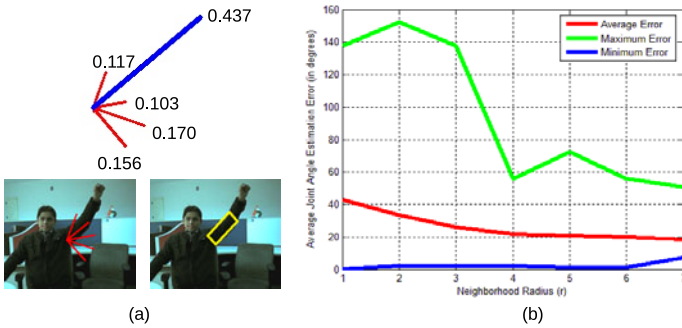 0.437
0.117
0.103
0.170
0.156
(a)
160
140
120
100
80
60
40
20
0
Average Joint Angle Estimation Error (in degrees)
Average Error
Maximum Error
Minimum Error
1 2 3 4 5 6
Neighborhood Radius (r)
(b)